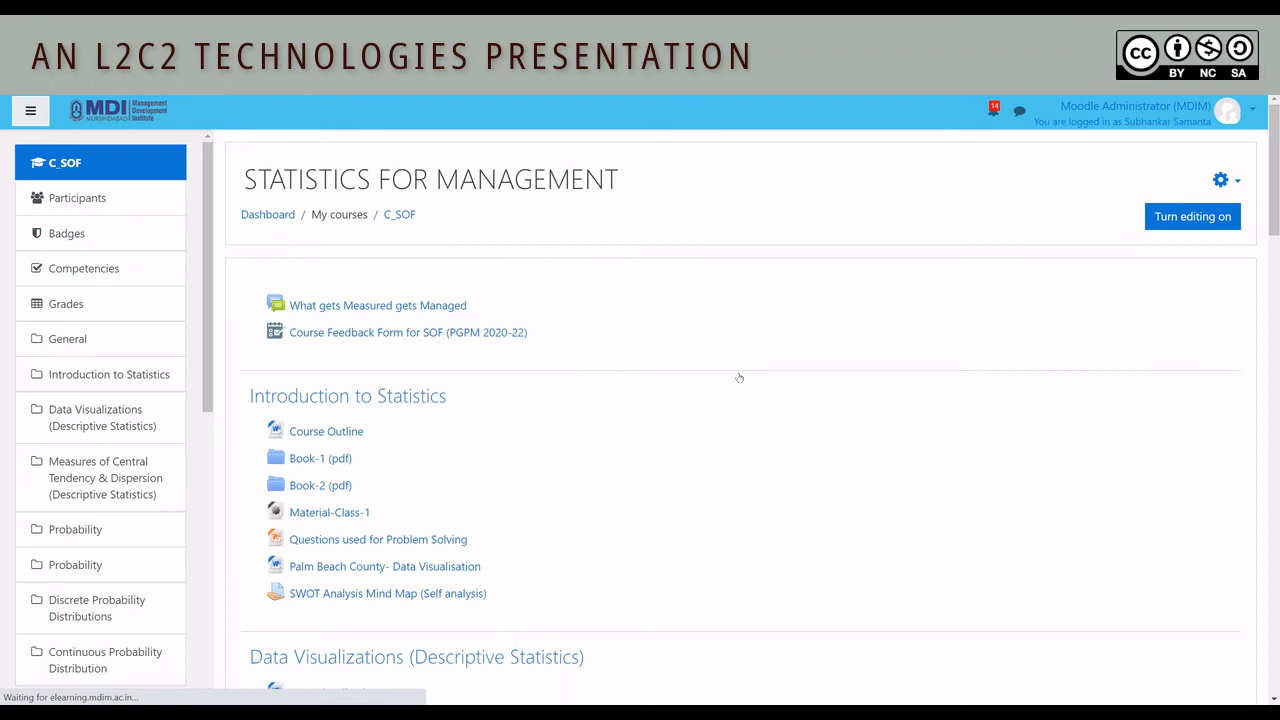 AN L2C2 TECHNOLOGIES PRESENTATION
CC
BY NC SA
MDI
MURSHIDABAD
Management
Development
Institute
14
Moodle Administrator (MDIM)
You are logged in as Subhankar Samanta
C_SOF
Participants
Badges
Competencies
Grades
General
Introduction to Statistics
Data Visualizations
(Descriptive Statistics)
Measures of Central
Tendency & Dispersion
(Descriptive Statistics)
Probability
Probability
Discrete Probability
Distributions
Continuous Probability
Distribution
STATISTICS FOR MANAGEMENT
Dashboard / My courses / C_SOF
Turn editing on
What gets Measured gets Managed
Course Feedback Form for SOF (PGPM 2020-22)
Introduction to Statistics
Course Outline
Book-1 (pdf)
Book-2 (pdf)
Material-Class-1
Questions used for Problem Solving
Palm Beach County- Data Visualisation
SWOT Analysis Mind Map (Self analysis)
Data Visualizations (Descriptive Statistics)
Waiting for elearning.mdim.ac.in...